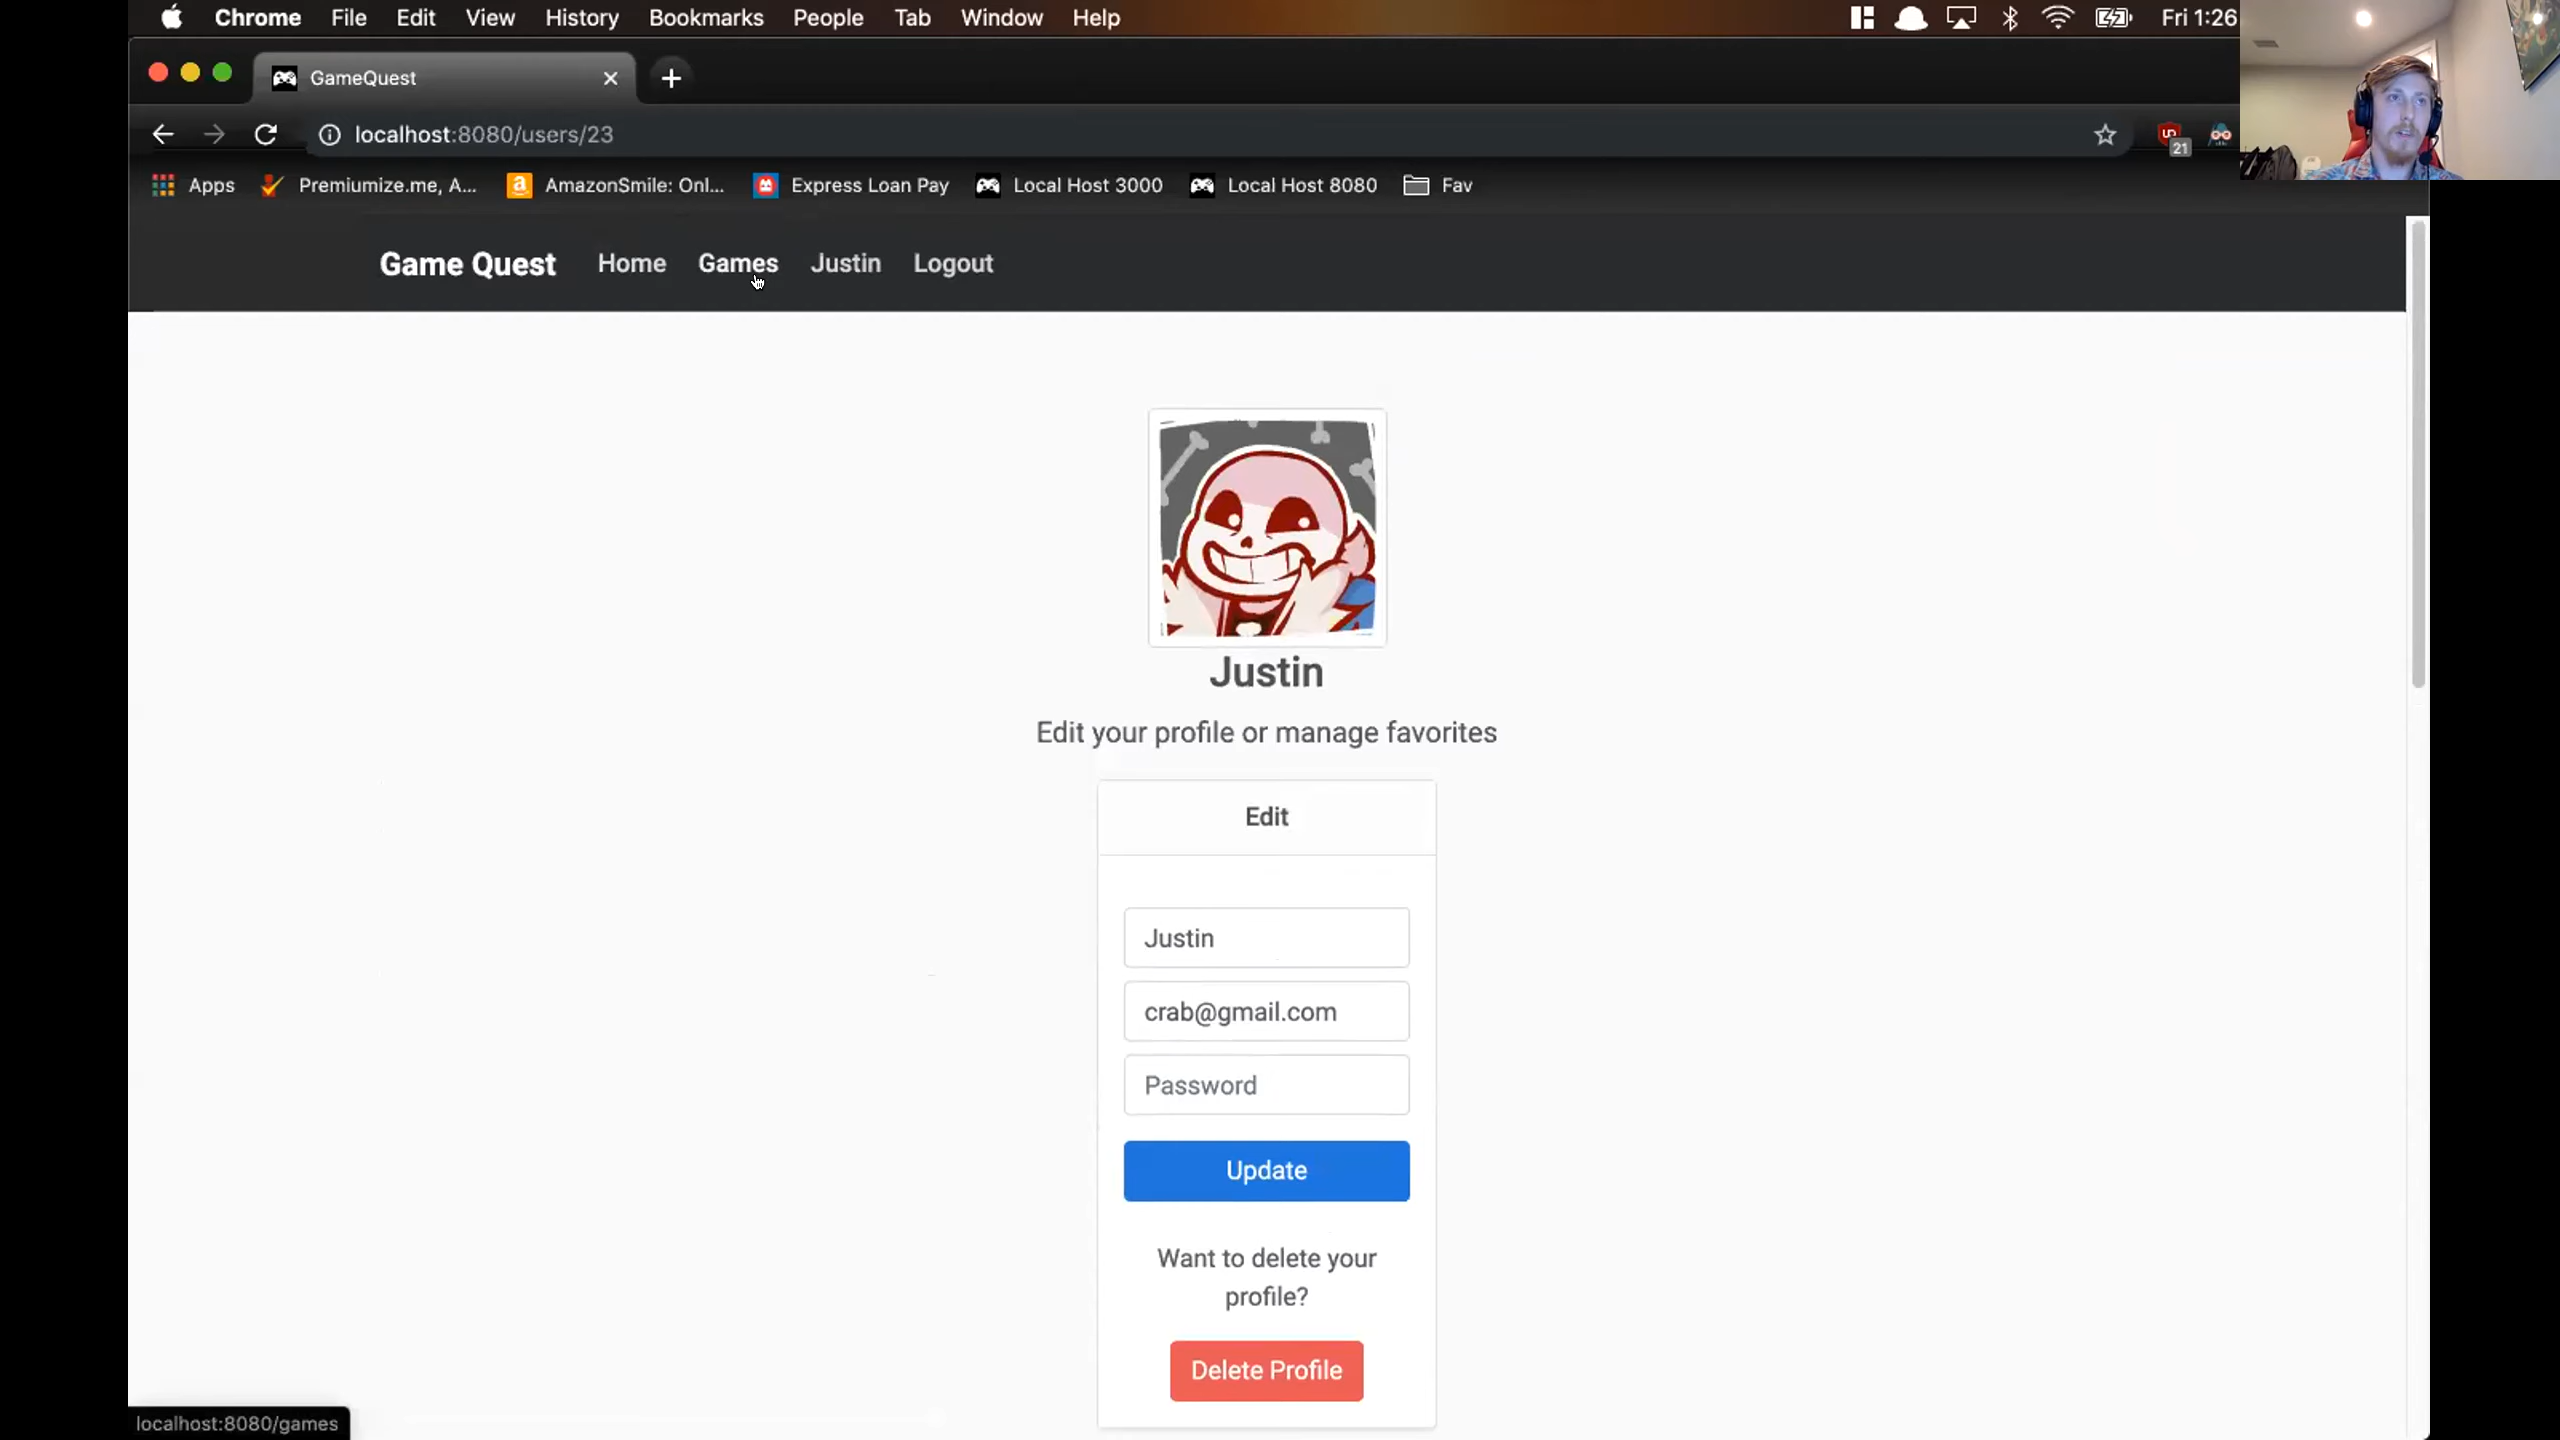 Chrome File Edit View History Bookmarks People Tab Window Help Fri 1:26
GameQuest
localhost:8080/users/23
21
Apps Premiumize.me, A... AmazonSmile: Onl... Express Loan Pay Local Host 3000 Local Host 8080 Fav
Game Quest Home Games Justin Logout
Justin
Edit your profile or manage favorites
Edit
Justin
crab@gmail.com
Password
Update
Want to delete your
profile?
Delete Profile
localhost:8080/games